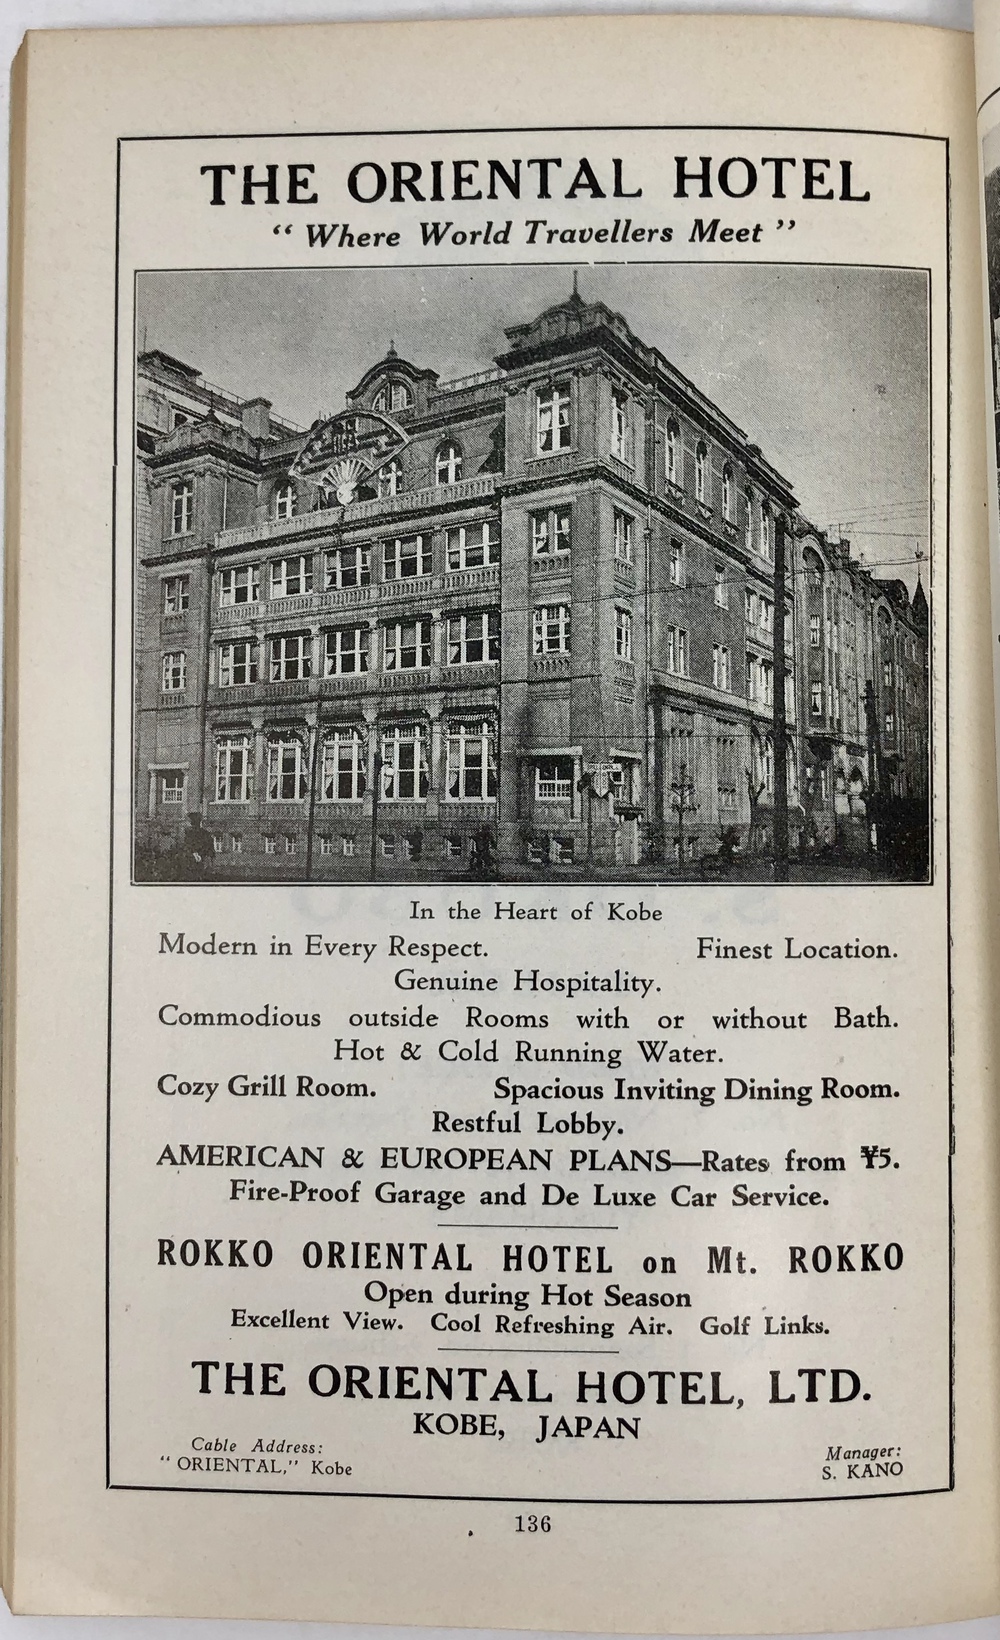 THE ORIENTAL HOTEL
“ Where World Travellers Meet ”
In the Heart of Kobe
Modern in Every Respect. Finest Location.
Genuine Hospitality.
Commodious outside Rooms with or without Bath.
Hot & Cold Running Water.
Cozy Grill Room. Spacious Inviting Dining Room.
Restful Lobby.
AMERICAN & EUROPEAN PLANS—Rates from ¥5.
Fire-Proof Garage and De Luxe Car Service.
ROKKO ORIENTAL HOTEL on Mt. ROKKO
Open during Hot Season
Excellent View. Cool Refreshing Air. Golf Links.
THE ORIENTAL HOTEL, LTD.
KOBE, JAPAN
Cable Address:
“ ORIENTAL,” Kobe
Manager:
S. KANO
136